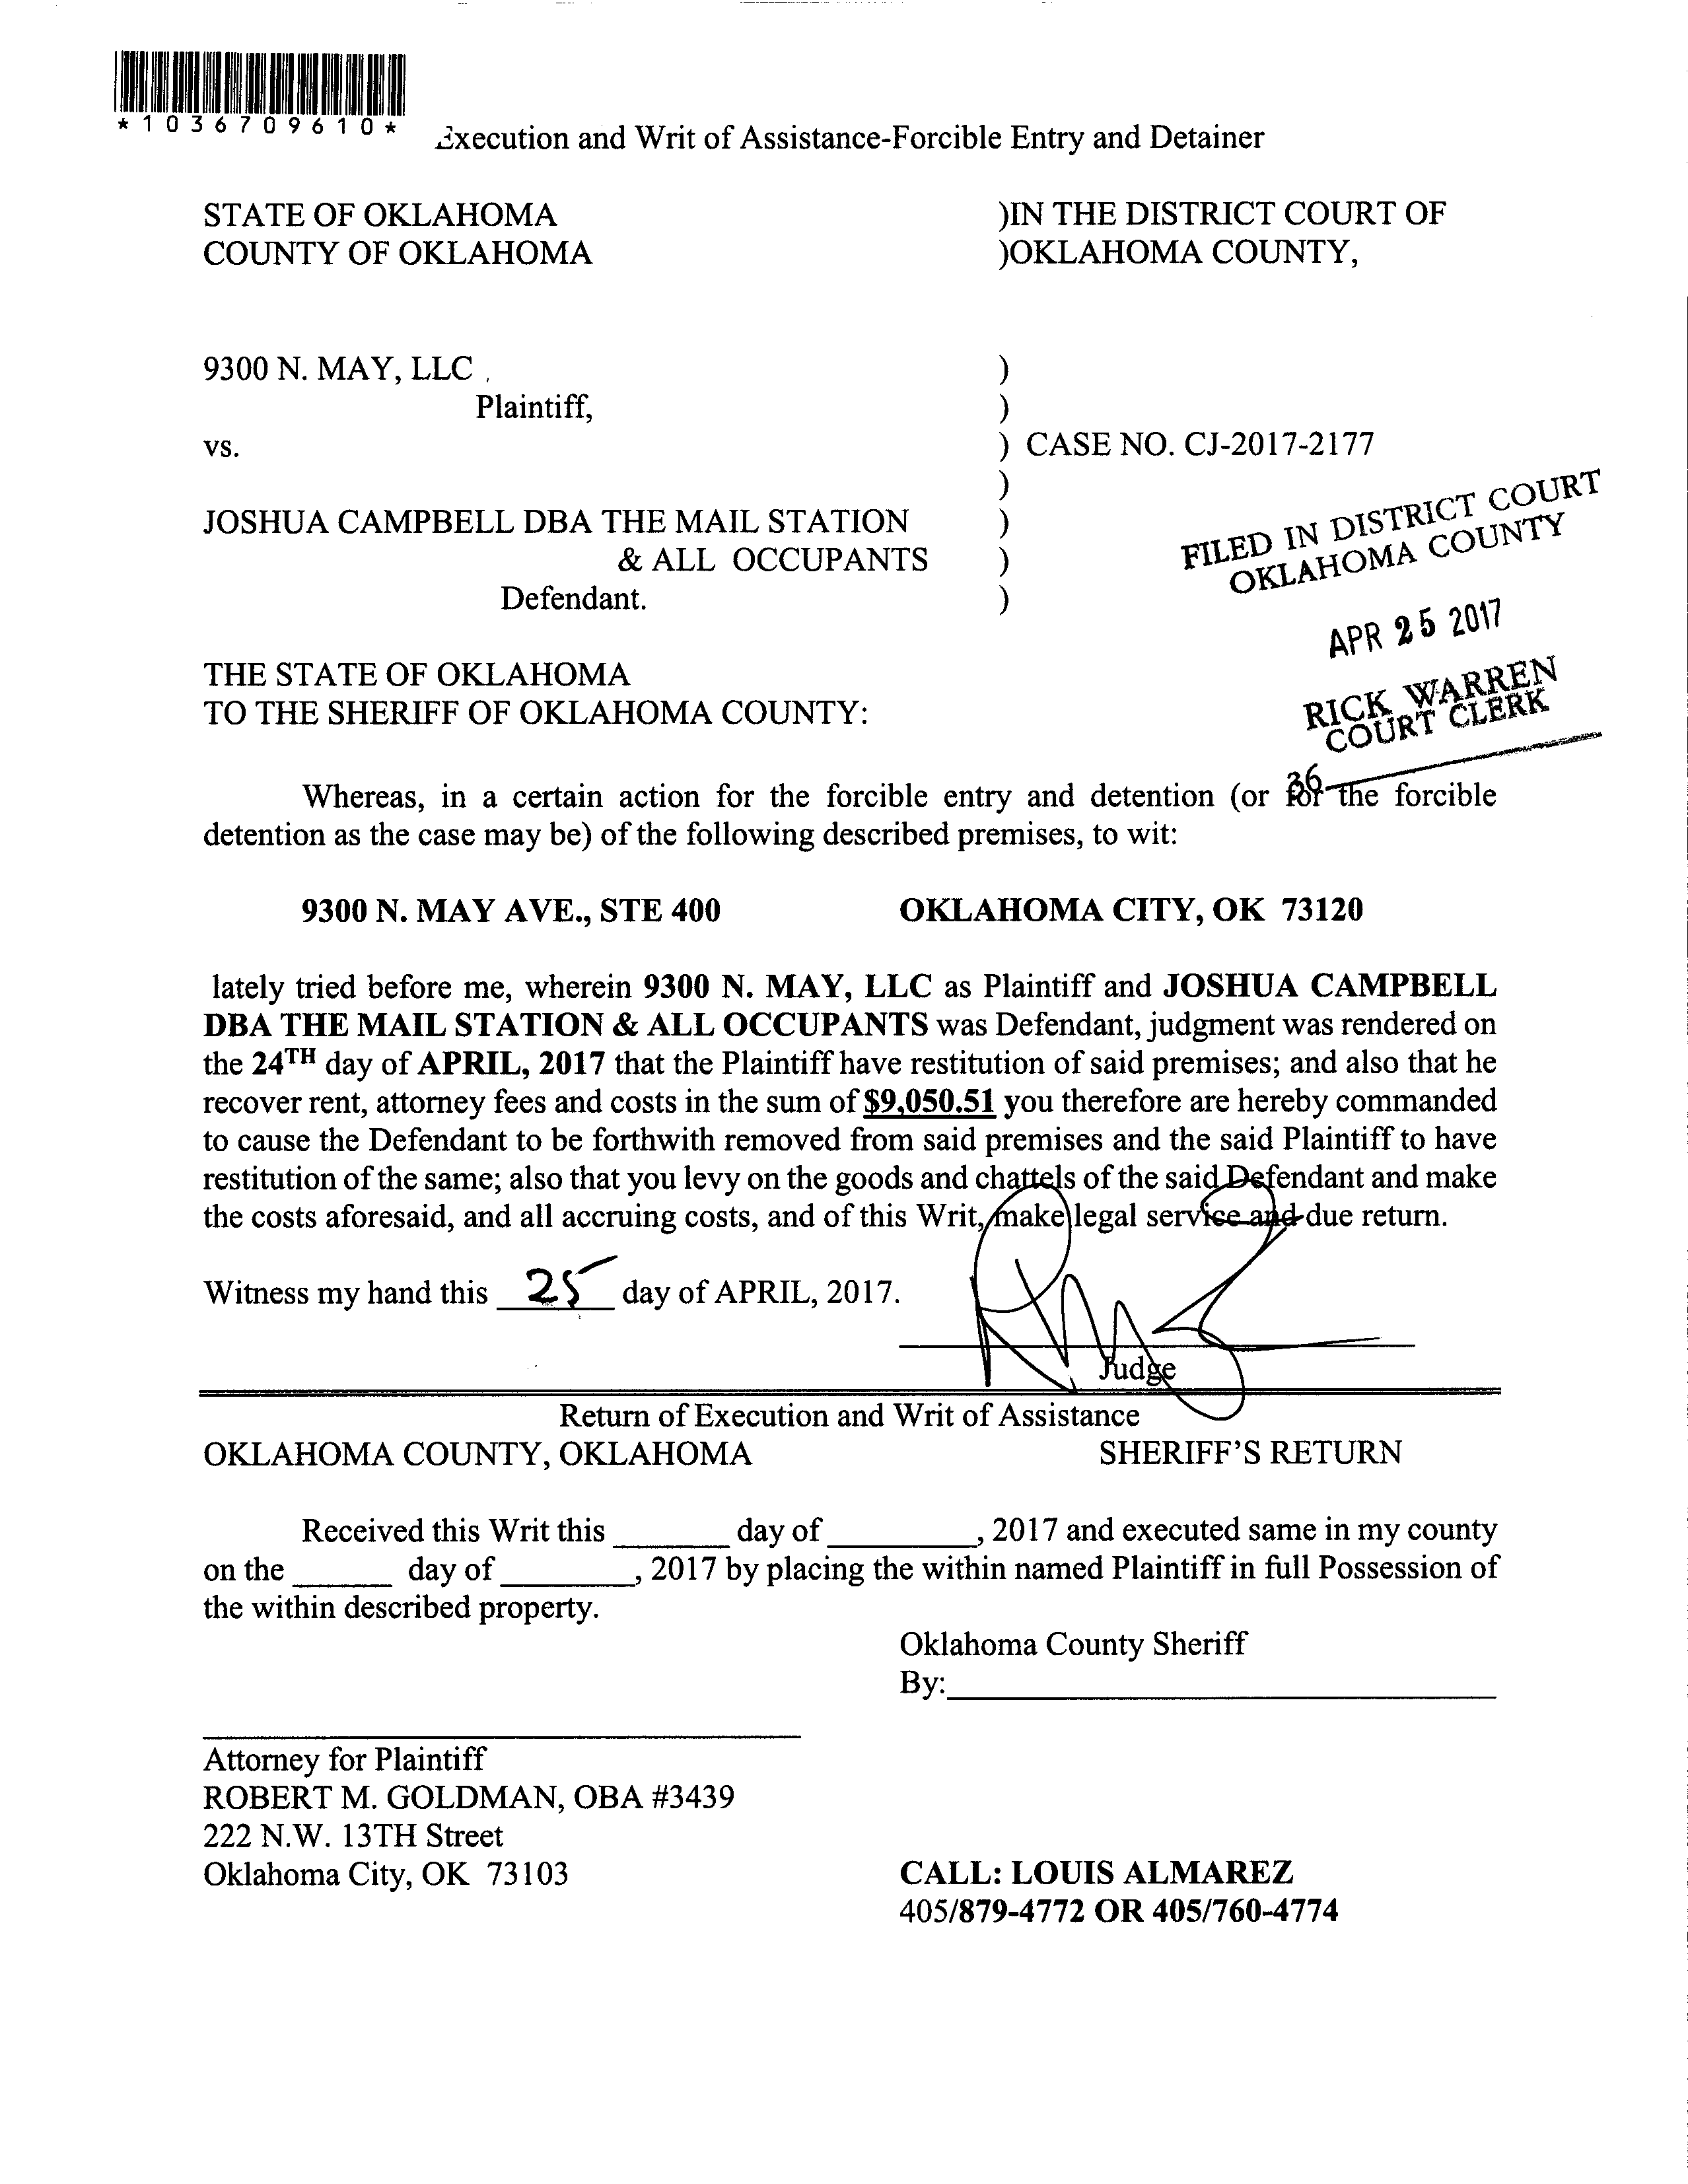 *1036709610*
Execution and Writ of Assistance-Forcible Entry and Detainer
STATE OF OKLAHOMA )IN THE DISTRICT COURT OF
COUNTY OF OKLAHOMA )OKLAHOMA COUNTY,
9300 N. MAY, LLC )
Plaintiff, )
vs. ) CASE NO. CJ-2017-2177
)
JOSHUA CAMPBELL DBA THE MAIL STATION )
& ALL OCCUPANTS )
Defendant. )
FILED IN DISTRICT COURT
OKLAHOMA COUNTY
APR 25 2017
RICK WARREN
COURT CLERK
36
THE STATE OF OKLAHOMA
TO THE SHERIFF OF OKLAHOMA COUNTY:
Whereas, in a certain action for the forcible entry and detention (or for the forcible
detention as the case may be) of the following described premises, to wit:
9300 N. MAY AVE., STE 400 OKLAHOMA CITY, OK 73120
lately tried before me, wherein 9300 N. MAY, LLC as Plaintiff and JOSHUA CAMPBELL
DBA THE MAIL STATION & ALL OCCUPANTS was Defendant, judgment was rendered on
the 24TH day of APRIL, 2017 that the Plaintiff have restitution of said premises; and also that he
recover rent, attorney fees and costs in the sum of $9,050.51 you therefore are hereby commanded
to cause the Defendant to be forthwith removed from said premises and the said Plaintiff to have
restitution of the same; also that you levy on the goods and chattels of the said Defendant and make
the costs aforesaid, and all accruing costs, and of this Writ, make legal service and due return.
Witness my hand this 25 day of APRIL, 2017.
Judge
Return of Execution and Writ of Assistance
OKLAHOMA COUNTY, OKLAHOMA SHERIFF'S RETURN
Received this Writ this ______ day of ________, 2017 and executed same in my county
on the ______ day of ________, 2017 by placing the within named Plaintiff in full Possession of
the within described property.
Oklahoma County Sheriff
By:
Attorney for Plaintiff
ROBERT M. GOLDMAN, OBA #3439
222 N.W. 13TH Street
Oklahoma City, OK 73103
CALL: LOUIS ALMAREZ
405/879-4772 OR 405/760-4774